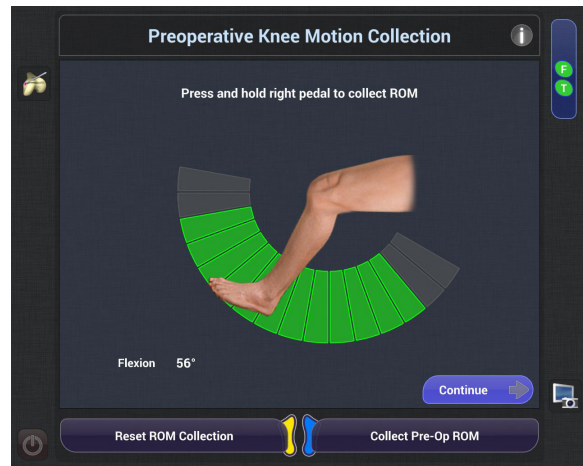 Preoperative Knee Motion Collection
i
Press and hold right pedal to collect ROM
F
T
Flexion 56°
Continue
Reset ROM Collection
Collect Pre-Op ROM